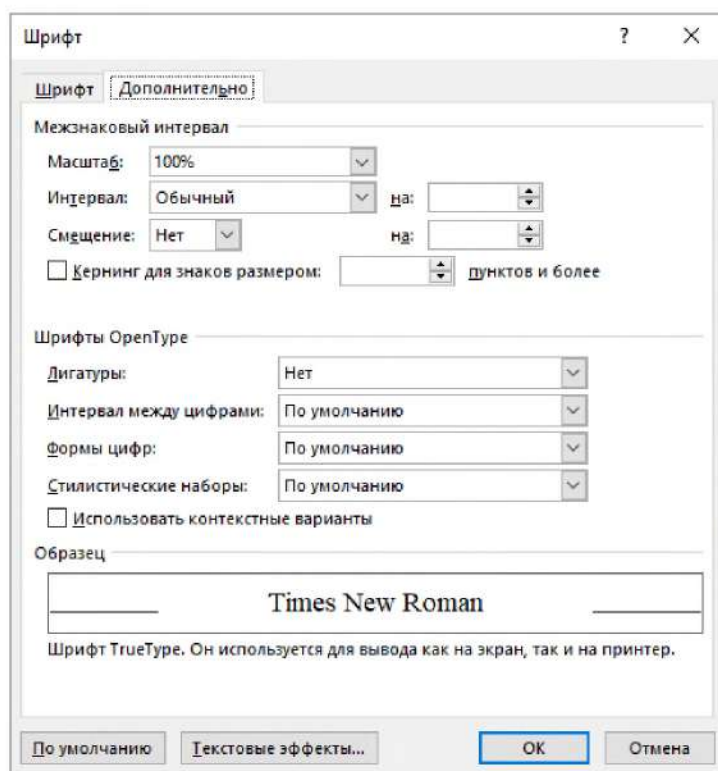 Шрифт ? ×
Шрифт Дополнительно
Межзнаковый интервал
Масштаб: 100%
Интервал: Обычный на:
Смещение: Нет на:
Кернинг для знаков размером: пунктов и более
Шрифты OpenType
Лигатуры: Нет
Интервал между цифрами: По умолчанию
Формы цифр: По умолчанию
Стилистические наборы: По умолчанию
Использовать контекстные варианты
Образец
Times New Roman
Шрифт TrueType. Он используется для вывода как на экран, так и на принтер.
По умолчанию Текстовые эффекты... ОК Отмена